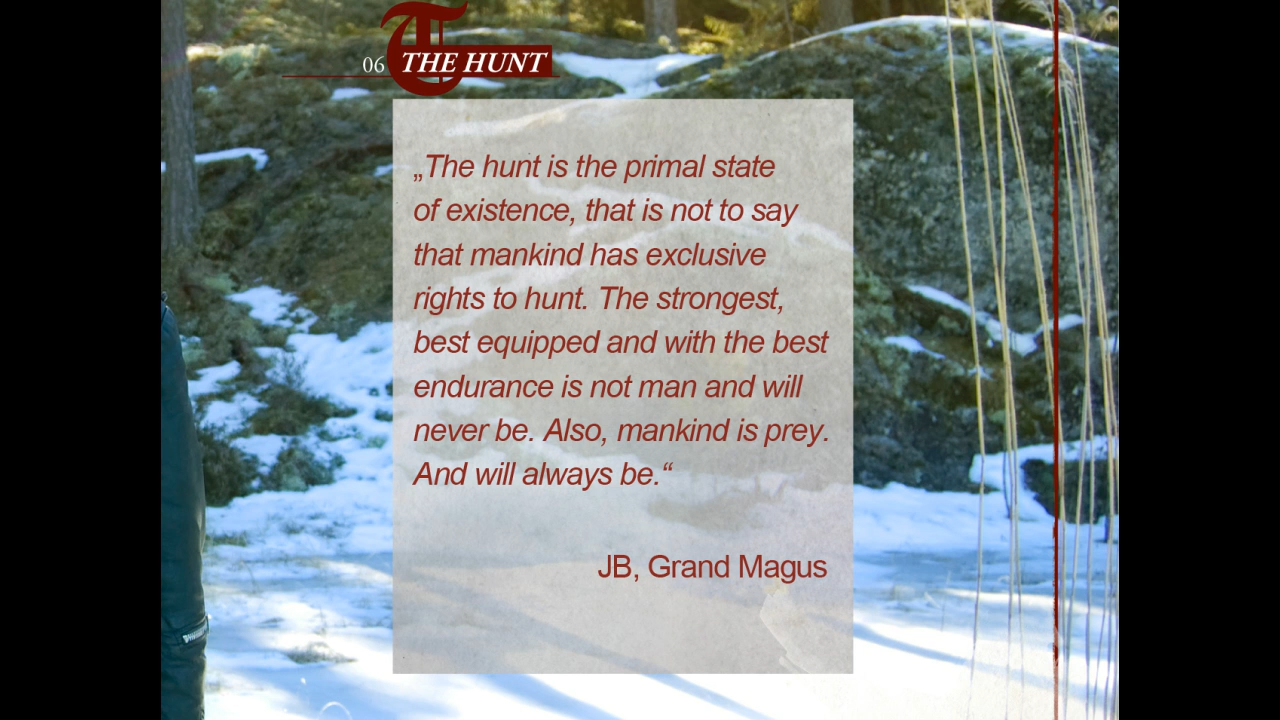 06 THE HUNT
„The hunt is the primal state
of existence, that is not to say
that mankind has exclusive
rights to hunt. The strongest,
best equipped and with the best
endurance is not man and will
never be. Also, mankind is prey.
And will always be.“
JB, Grand Magus